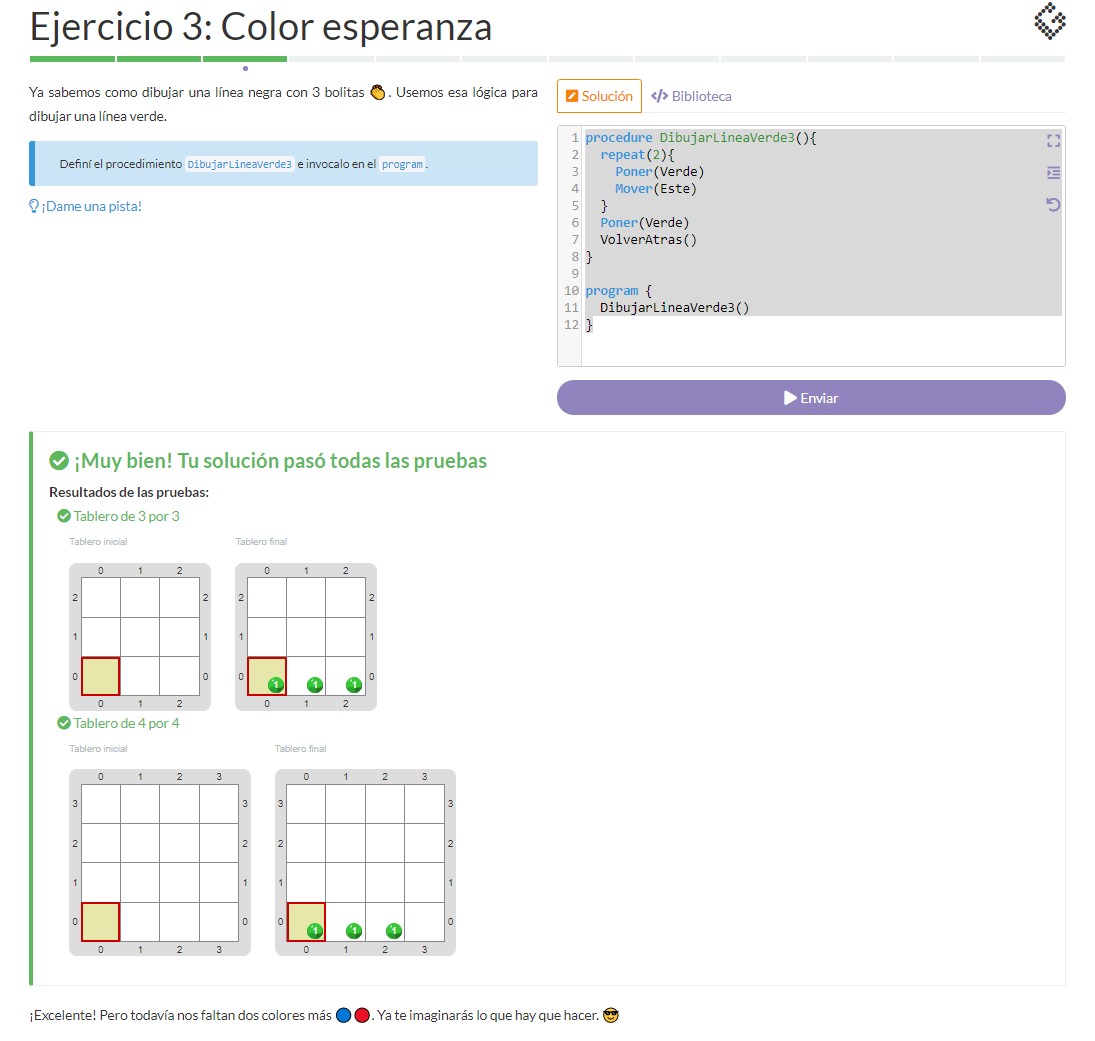 Ejercicio 3: Color esperanza
Ya sabemos como dibujar una línea negra con 3 bolitas 👏. Usemos esa lógica para
dibujar una línea verde.
Definí el procedimiento DibujarLineaVerde3 e invocalo en el program.
¡Dame una pista!
Solución </> Biblioteca
1 procedure DibujarLineaVerde3(){
2 repeat(2){
3 Poner(Verde)
4 Mover(Este)
5 }
6 Poner(Verde)
7 VolverAtras()
8 }
9
10 program {
11 DibujarLineaVerde3()
12 }
Enviar
¡Muy bien! Tu solución pasó todas las pruebas
Resultados de las pruebas:
Tablero de 3 por 3
Tablero inicial Tablero final
0 1 2 0 1 2
2 2 2 2
1 1 1 1
0 0 0 1 1 1 0
0 1 2 0 1 2
Tablero de 4 por 4
Tablero inicial Tablero final
0 1 2 3 0 1 2 3
3 3 3 3
2 2 2 2
1 1 1 1
0 0 0 1 1 1 0
0 1 2 3 0 1 2 3
¡Excelente! Pero todavía nos faltan dos colores más 🔵🔴. Ya te imaginarás lo que hay que hacer. 😎